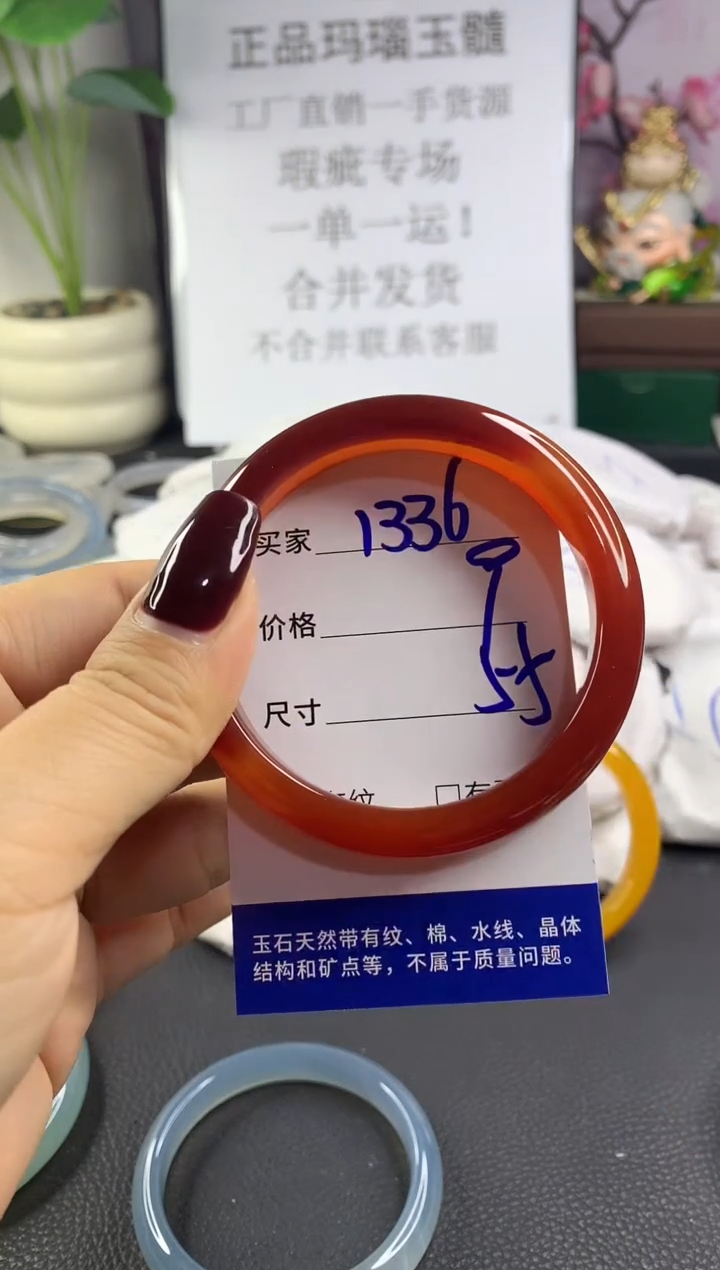 正品玛瑙玉髓
工厂直销一手货源
瑕疵专场
一单一运！
合并发货
不合并联系客服
买家 1336
价格
尺寸
纹 □有
玉石天然带有纹、棉、水线、晶体
结构和矿点等，不属于质量问题。